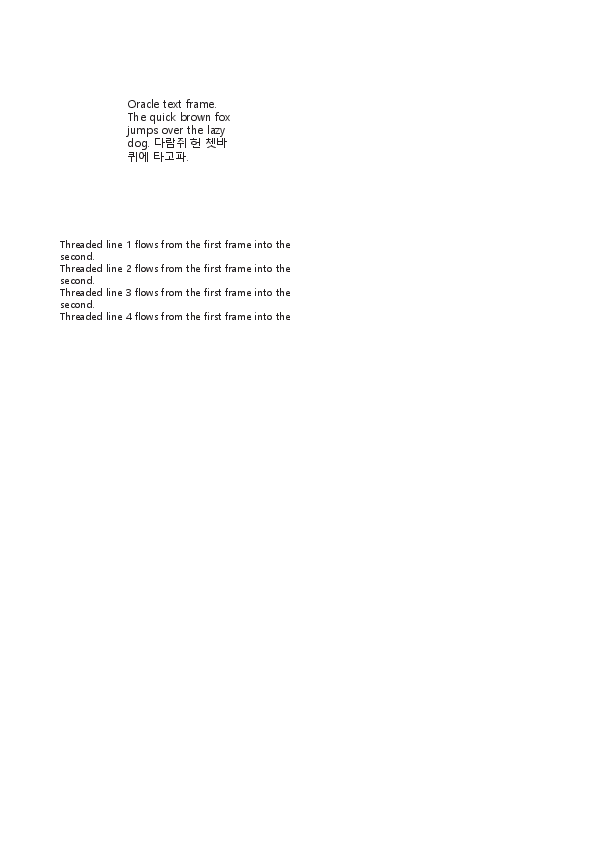 Oracle text frame.
The quick brown fox
jumps over the lazy
dog. 다람쥐 헌 쳇바
퀴에 타고파.
Threaded line 1 flows from the first frame into the
second.
Threaded line 2 flows from the first frame into the
second.
Threaded line 3 flows from the first frame into the
second.
Threaded line 4 flows from the first frame into the